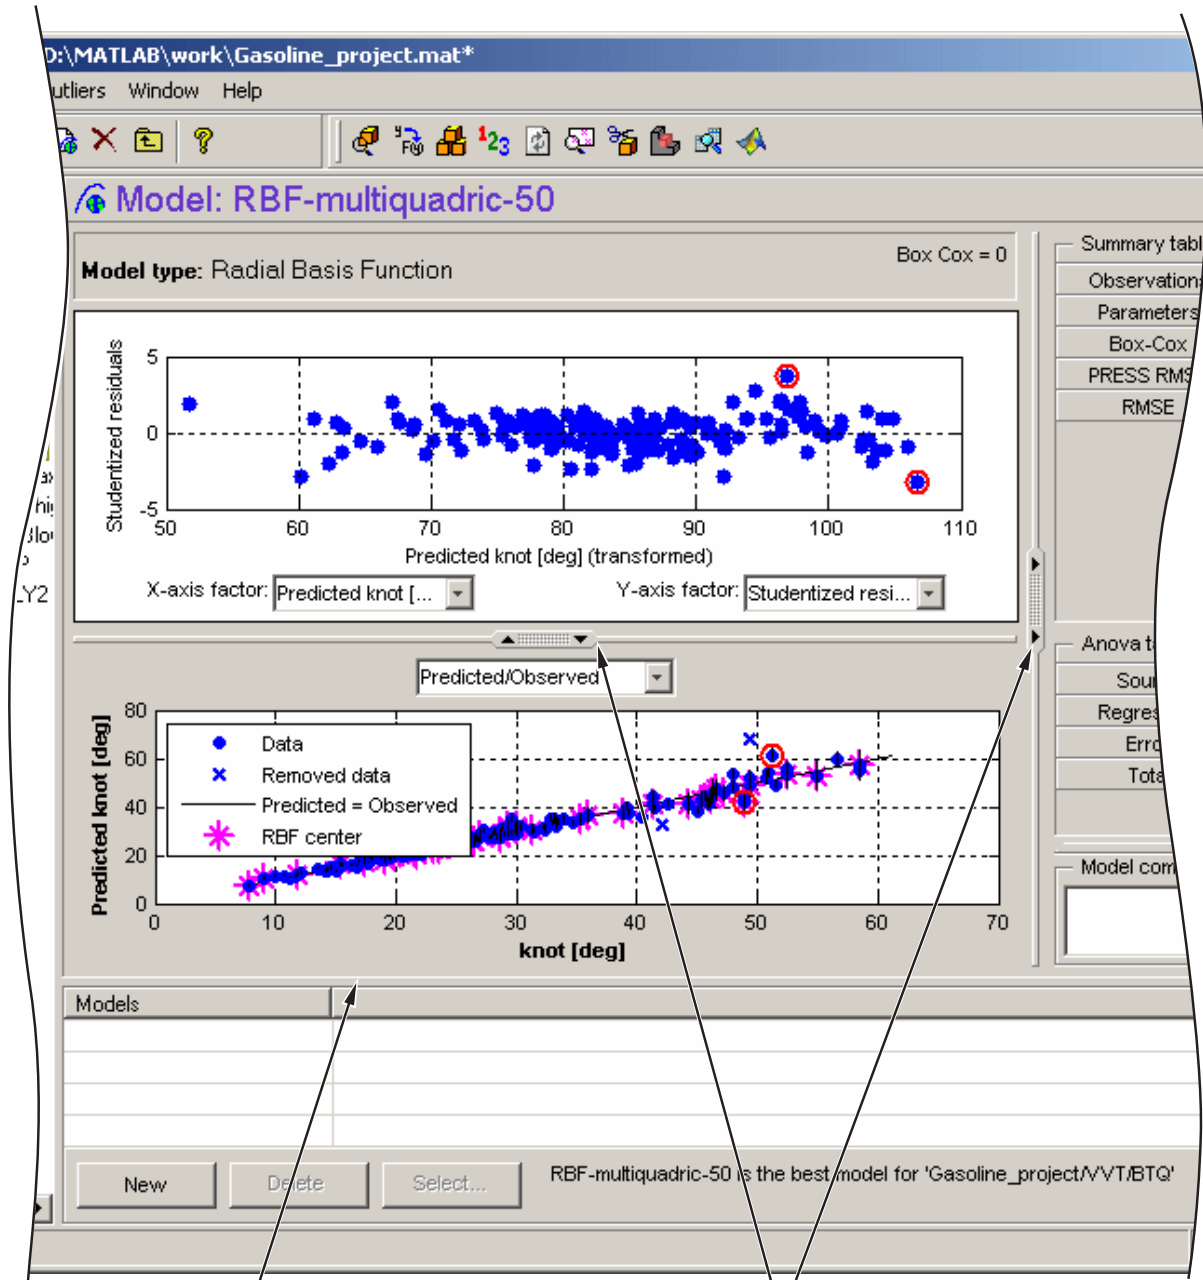 D:\MATLAB\work\Gasoline_project.mat*
utliers Window Help
Model: RBF-multiquadric-50
Model type: Radial Basis Function
Box Cox = 0
Summary tabl
Observations
Parameters
Box-Cox
PRESS RMS
RMSE
Studentized residuals
5
0
-5
50 60 70 80 90 100 110
Predicted knot [deg] (transformed)
X-axis factor: Predicted knot [...
Y-axis factor: Studentized resi...
_Y2
Predicted/Observed
Predicted knot [deg]
80
60
40
20
0
Data
Removed data
Predicted = Observed
RBF center
0 10 20 30 40 50 60 70
knot [deg]
Anova t
Sour
Regres
Erro
Tota
Model com
Models
New
Delete
Select...
RBF-multiquadric-50 is the best model for 'Gasoline_project/VVT/BTQ'